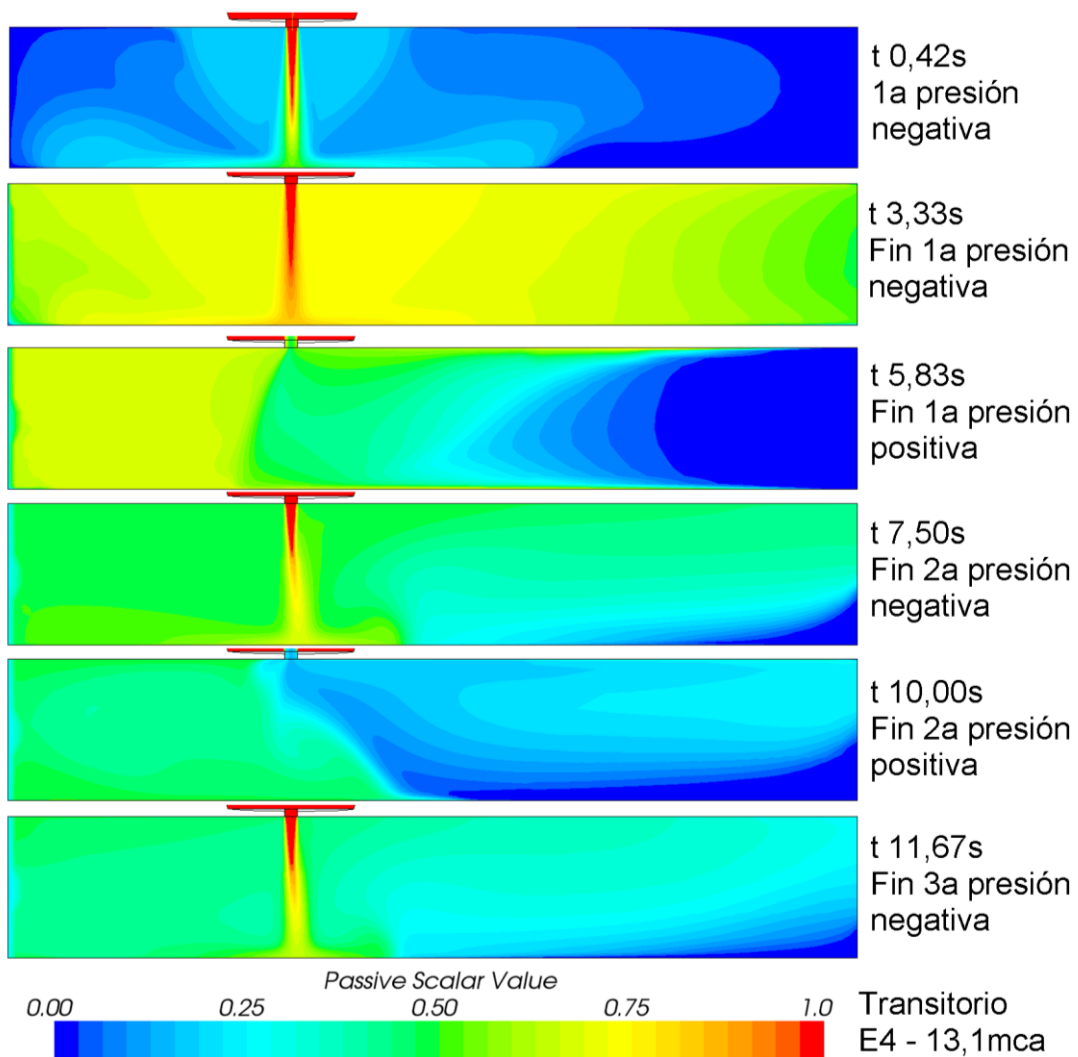 t 0,42s
1a presión
negativa
t 3,33s
Fin 1a presión
negativa
t 5,83s
Fin 1a presión
positiva
t 7,50s
Fin 2a presión
negativa
t 10,00s
Fin 2a presión
positiva
t 11,67s
Fin 3a presión
negativa
Passive Scalar Value
0.00 0.25 0.50 0.75 1.0
Transitorio
E4 - 13,1mca